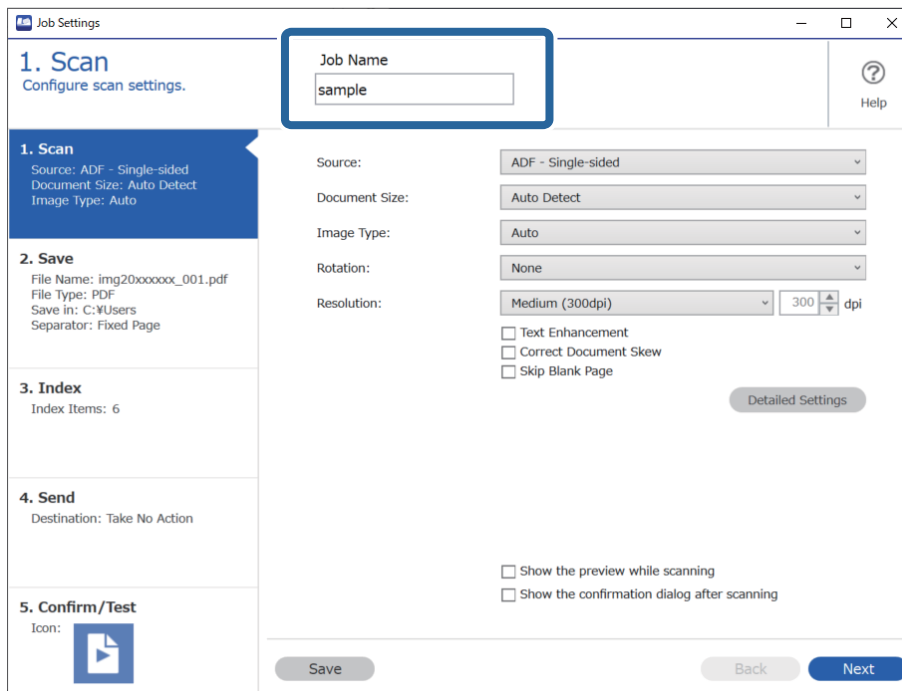 Job Settings
1. Scan
Configure scan settings.
Job Name
sample
Help
1. Scan
Source: ADF - Single-sided
Document Size: Auto Detect
Image Type: Auto
2. Save
File Name: img20xxxxxx_001.pdf
File Type: PDF
Save in: C:¥Users
Separator: Fixed Page
3. Index
Index Items: 6
4. Send
Destination: Take No Action
5. Confirm/Test
Icon:
Source: ADF - Single-sided
Document Size: Auto Detect
Image Type: Auto
Rotation: None
Resolution: Medium (300dpi) 300 dpi
Text Enhancement
Correct Document Skew
Skip Blank Page
Detailed Settings
Show the preview while scanning
Show the confirmation dialog after scanning
Save Back Next